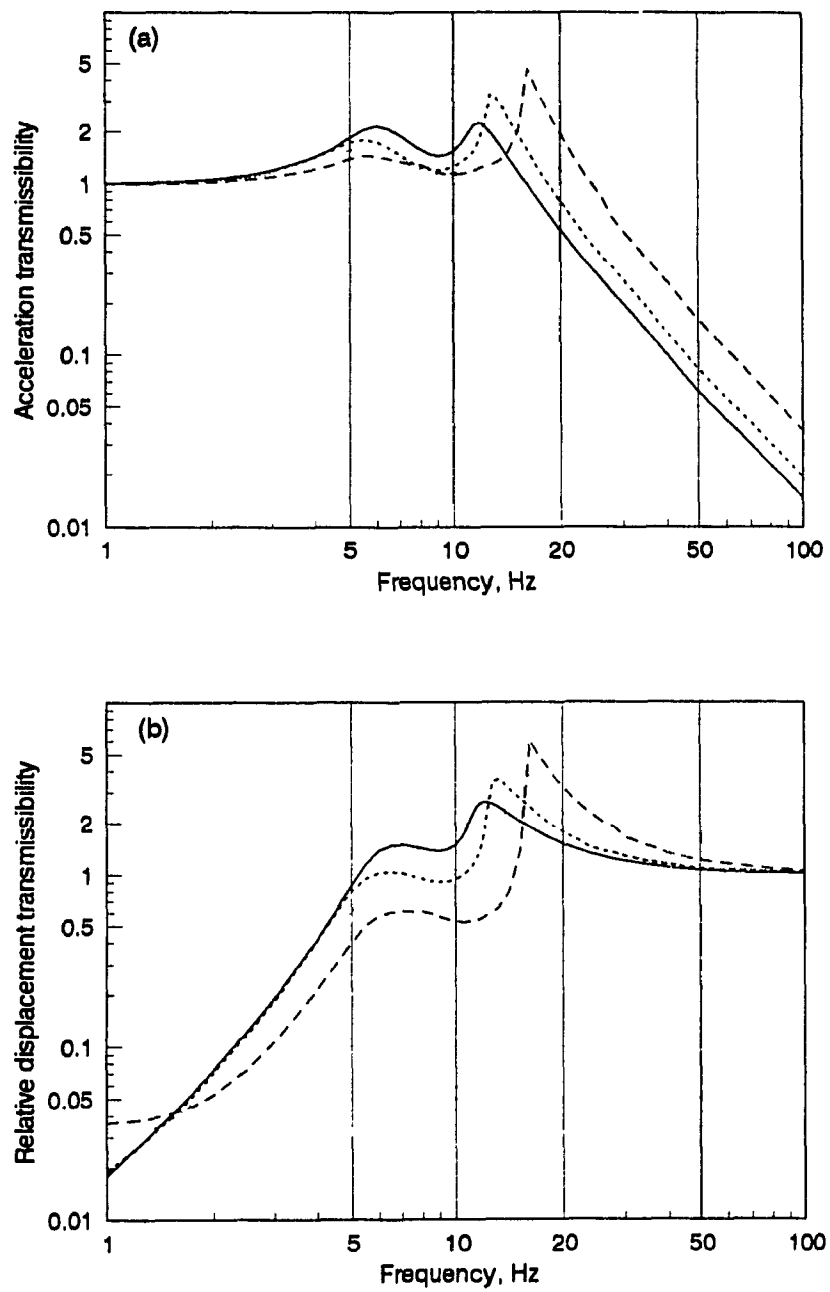 (a)
5
2
1
0.5
0.1
0.05
0.01
Acceleration transmissibility
1 5 10 20 50 100
Frequency, Hz
(b)
5
2
1
0.5
0.1
0.05
0.01
Relative displacement transmissibility
1 5 10 20 50 100
Frequency, Hz